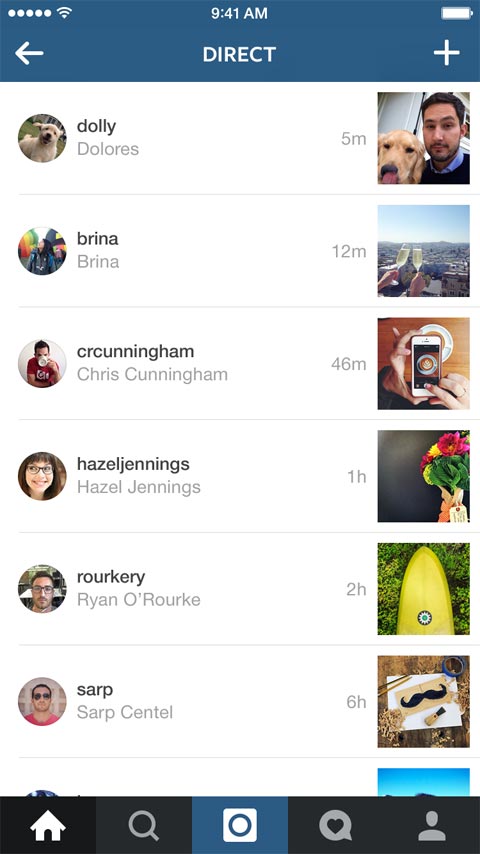 9:41 AM
DIRECT
dolly
Dolores
5m
brina
Brina
12m
crcunningham
Chris Cunningham
46m
hazeljennings
Hazel Jennings
1h
rourkery
Ryan O’Rourke
2h
sarp
Sarp Centel
6h